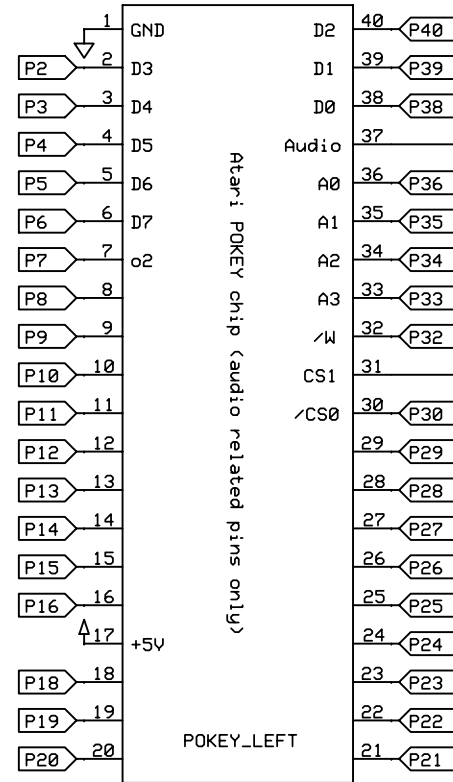 1 GND D2 40 P40
P2 2 D3 D1 39 P39
P3 3 D4 D0 38 P38
P4 4 D5 Audio 37
P5 5 D6 A0 36 P36
P6 6 D7 A1 35 P35
P7 7 o2 A2 34 P34
P8 8 A3 33 P33
P9 9 /W 32 P32
P10 10 CS1 31
P11 11 /CS0 30 P30
P12 12 29 P29
P13 13 28 P28
P14 14 27 P27
P15 15 26 P26
P16 16 25 P25
17 +5V 24 P24
P18 18 23 P23
P19 19 22 P22
P20 20 21 P21
Atari POKEY chip (audio related pins only)
POKEY_LEFT